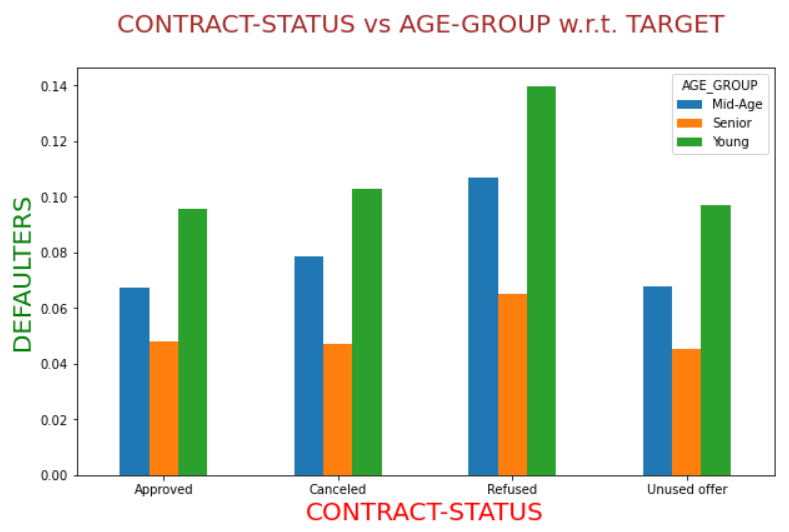 CONTRACT-STATUS vs AGE-GROUP w.r.t. TARGET
AGE_GROUP
Mid-Age
Senior
Young
DEFAULTERS
0.14
0.12
0.10
0.08
0.06
0.04
0.02
0.00
Approved Canceled Refused Unused offer
CONTRACT-STATUS